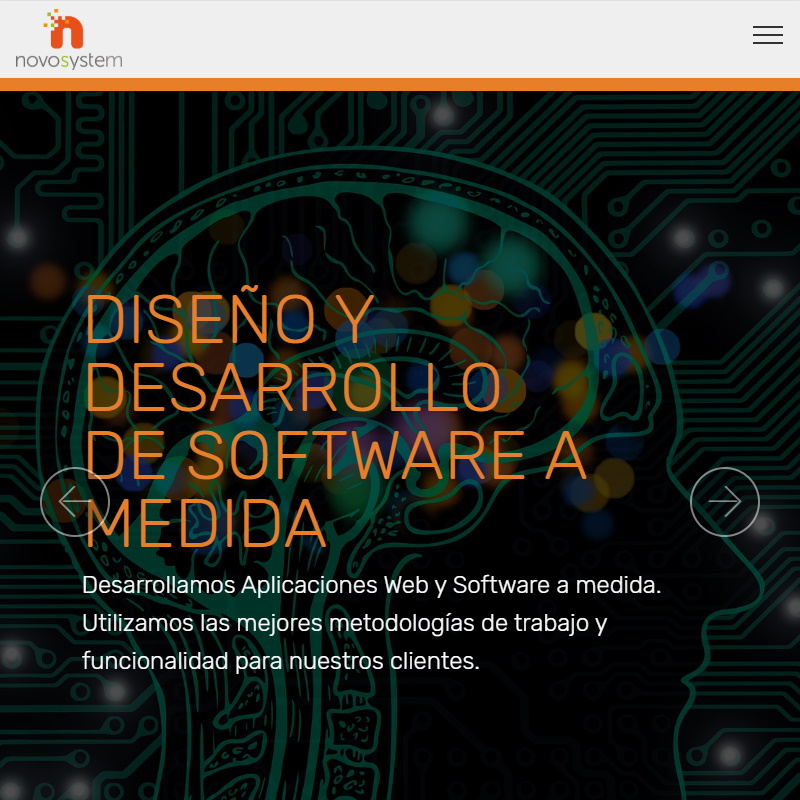 novosystem
DISEÑO Y
DESARROLLO
DE SOFTWARE A
MEDIDA
Desarrollamos Aplicaciones Web y Software a medida.
Utilizamos las mejores metodologías de trabajo y
funcionalidad para nuestros clientes.